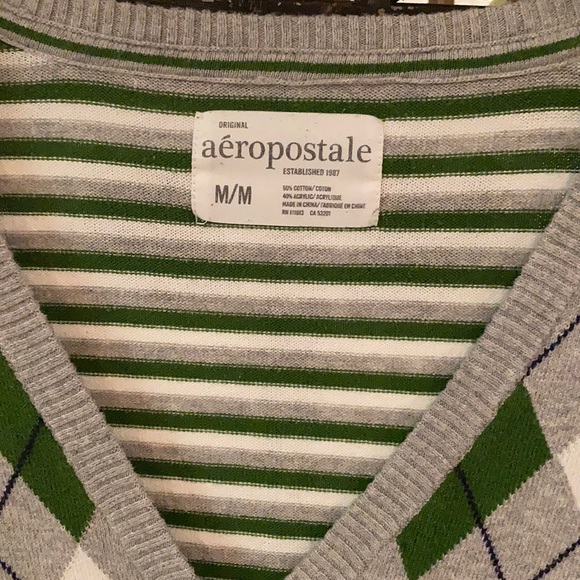 ORIGINAL
aéropostale
ESTABLISHED 1987
M/M
60% COTTON/COTON
40% ACRYLIC/ACRYLIQUE
MADE IN CHINA/FABRIQUÉ EN CHINE
CA 53201